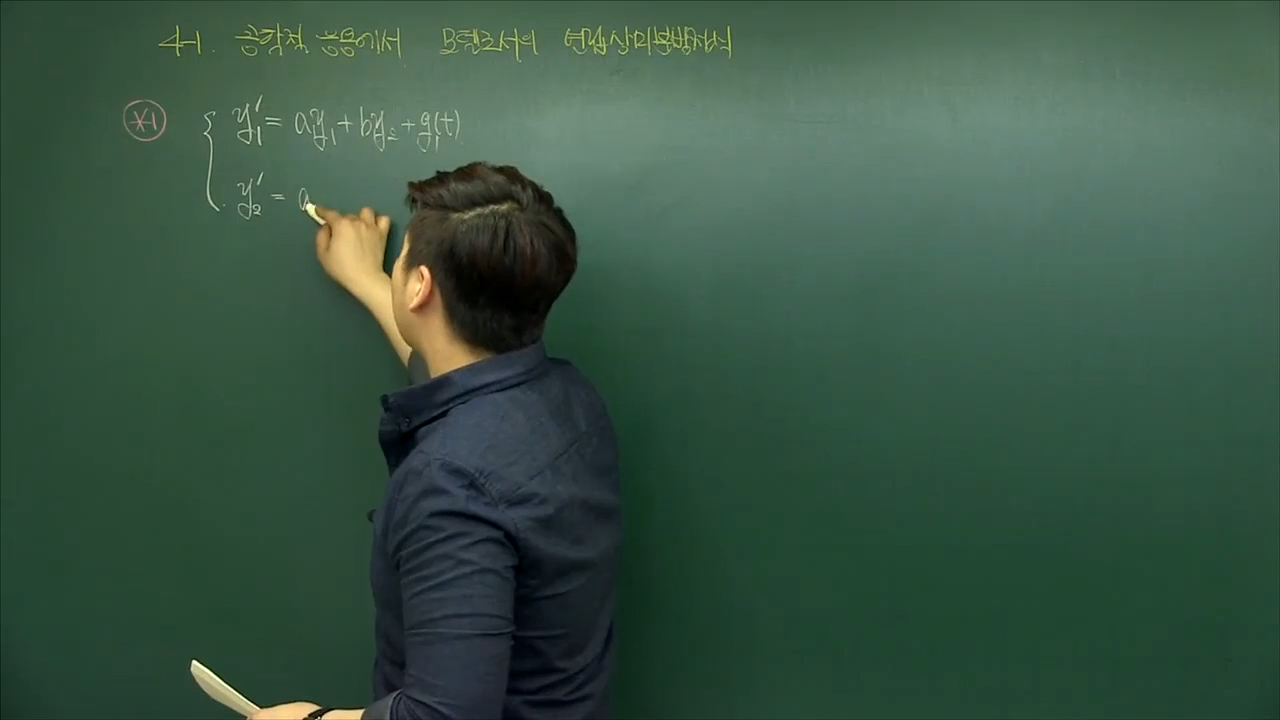 4-1. 공학적 응용에서 모델로서의 연립상미분방정식
*1 { y₁' = ay₁ + by₂ + g₁(t)
y₂' = a